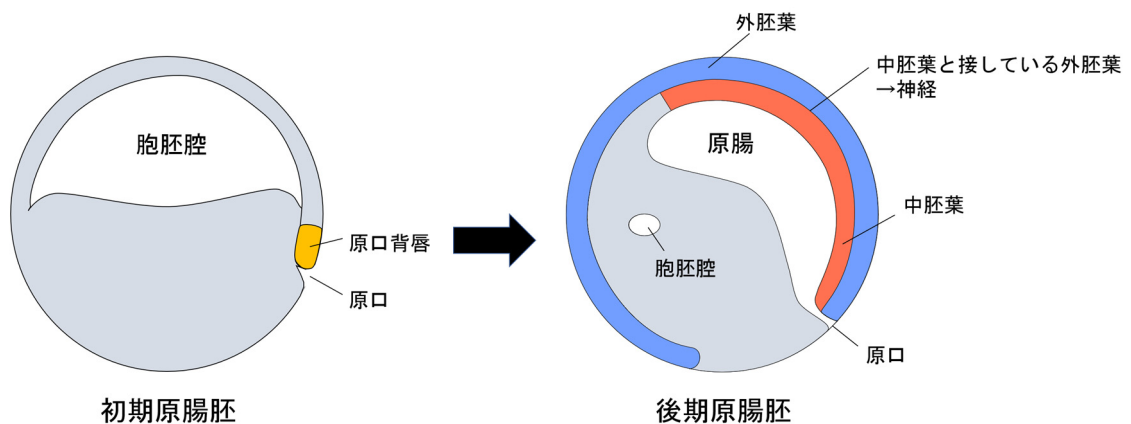 胞胚腔
原口背唇
原口
初期原腸胚
外胚葉
中胚葉と接している外胚葉
→神経
原腸
中胚葉
胞胚腔
原口
後期原腸胚